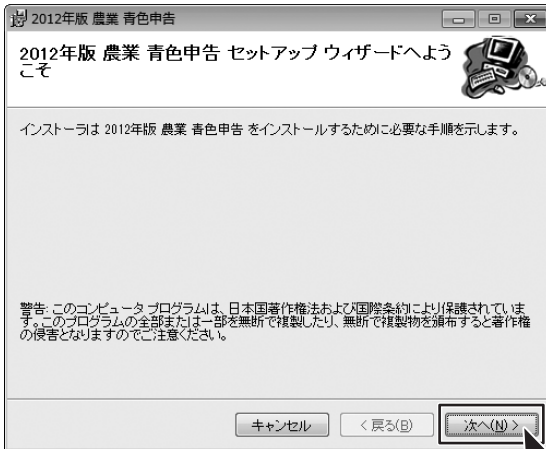 2012年版 農業 青色申告
2012年版 農業 青色申告 セットアップ ウィザードへよう
こそ
インストーラは 2012年版 農業 青色申告 をインストールするために必要な手順を示します。
警告: このコンピュータ プログラムは、日本国著作権法および国際条約により保護されていま
す。このプログラムの全部または一部を無断で複製したり、無断で複製物を頒布すると著作権
の侵害となりますのでご注意ください。
キャンセル < 戻る(B) 次へ(N) >